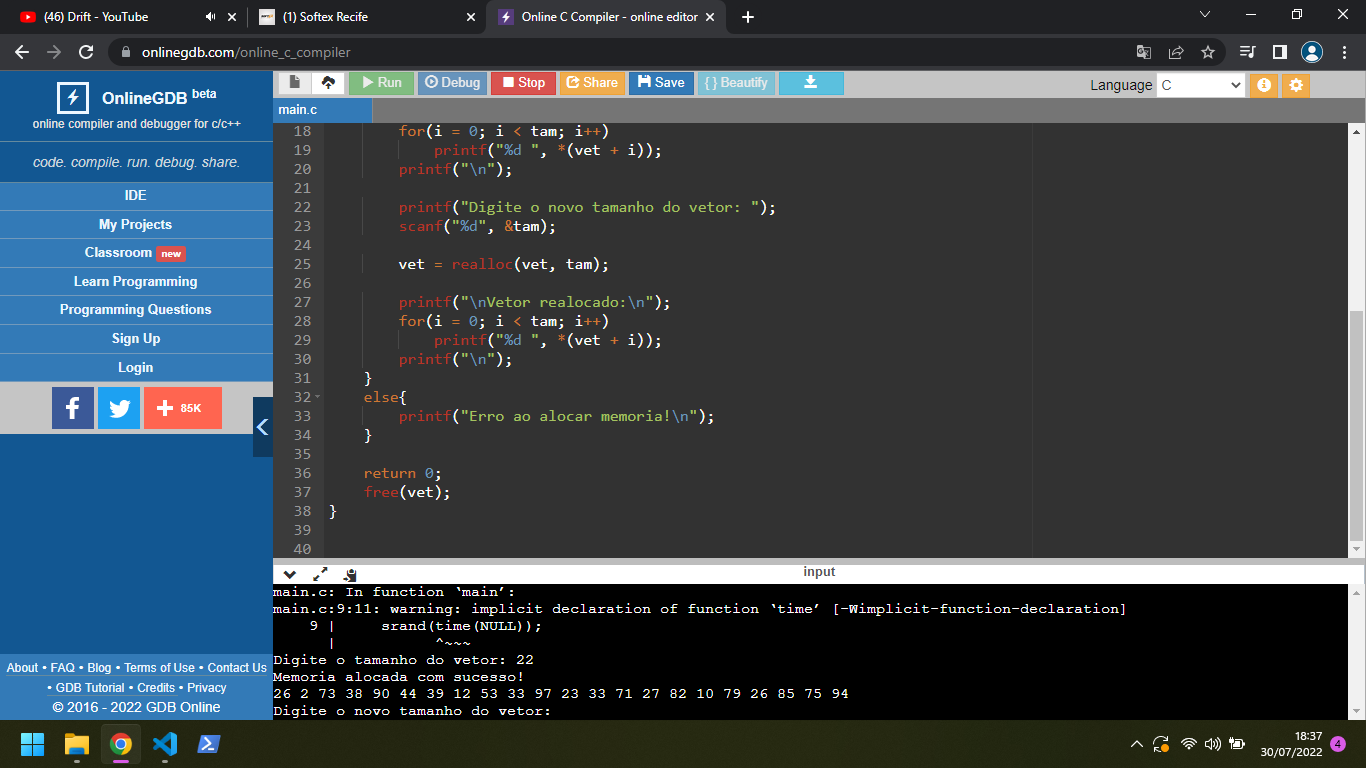 (46) Drift - YouTube
(1) Softex Recife
Online C Compiler - online editor
onlinegdb.com/online_c_compiler
OnlineGDB beta
online compiler and debugger for c/c++
code. compile. run. debug. share.
IDE
My Projects
Classroom new
Learn Programming
Programming Questions
Sign Up
Login
85K
About • FAQ • Blog • Terms of Use • Contact Us
• GDB Tutorial • Credits • Privacy
© 2016 - 2022 GDB Online
Run Debug Stop Share Save { } Beautify
Language C
main.c
18 for(i = 0; i < tam; i++)
19 printf("%d ", *(vet + i));
20 printf("\n");
21
22 printf("Digite o novo tamanho do vetor: ");
23 scanf("%d", &tam);
24
25 vet = realloc(vet, tam);
26
27 printf("\nVetor realocado:\n");
28 for(i = 0; i < tam; i++)
29 printf("%d ", *(vet + i));
30 printf("\n");
31 }
32 else{
33 printf("Erro ao alocar memoria!\n");
34 }
35
36 return 0;
37 free(vet);
38 }
39
40
input
main.c: In function ‘main’:
main.c:9:11: warning: implicit declaration of function ‘time’ [-Wimplicit-function-declaration]
9 | srand(time(NULL));
| ^~~~
Digite o tamanho do vetor: 22
Memoria alocada com sucesso!
26 2 73 38 90 44 39 12 53 33 97 23 33 71 27 82 10 79 26 85 75 94
Digite o novo tamanho do vetor:
18:37
30/07/2022
4